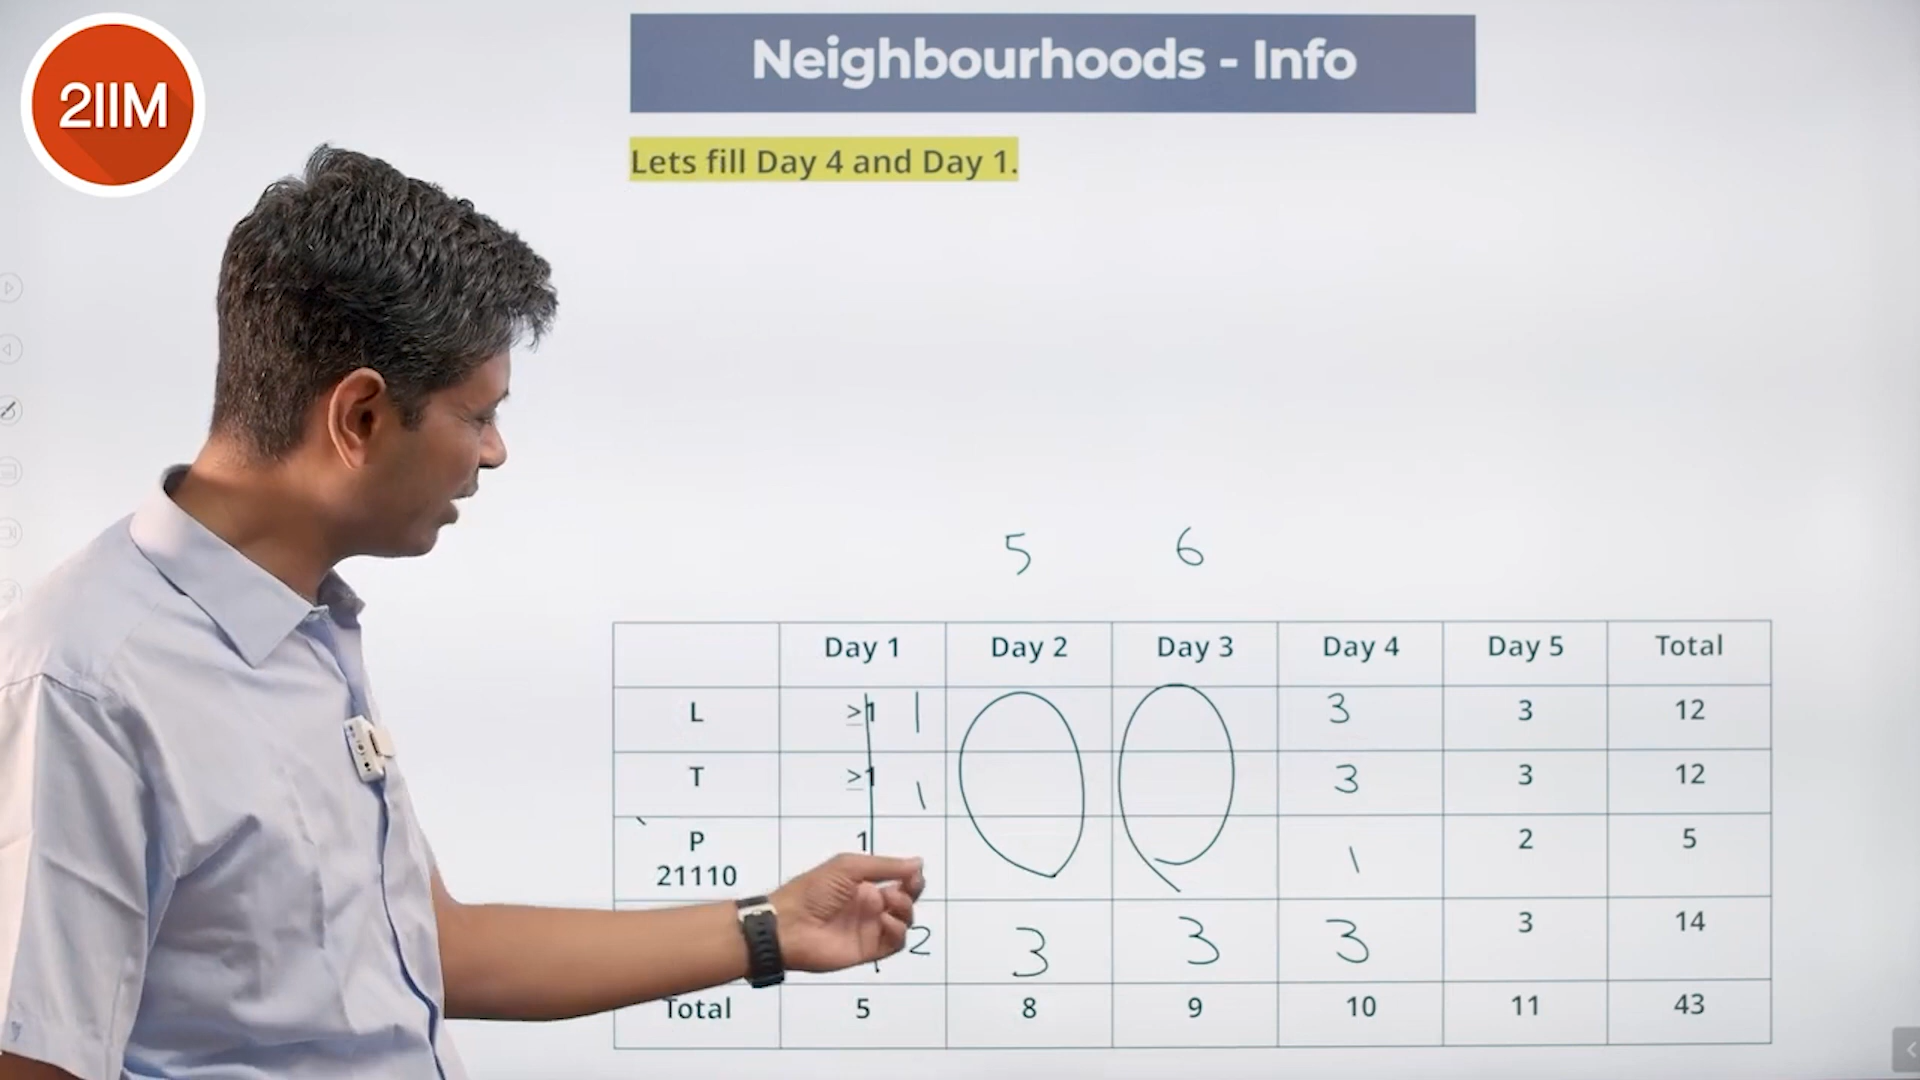 2IIM
Neighbourhoods - Info
Lets fill Day 4 and Day 1.
5 6
Day 1 Day 2 Day 3 Day 4 Day 5 Total
L ≥1 1 3 3 12
T ≥1 1 3 3 12
P 1 1 2 5
21110
2 3 3 3 3 14
Total 5 8 9 10 11 43